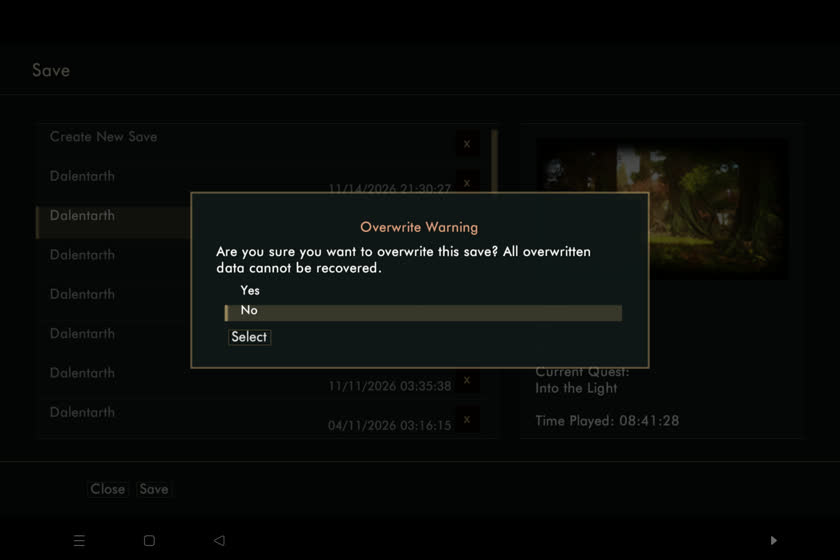 Save
Create New Save
x
Dalentarth
11/14/2026 21:30:27
x
Dalentarth
Dalentarth
Dalentarth
Dalentarth
Dalentarth
11/11/2026 03:35:38
x
Dalentarth
04/11/2026 03:16:15
x
Overwrite Warning
Are you sure you want to overwrite this save? All overwritten
data cannot be recovered.
Yes
No
Select
Current Quest:
Into the Light
Time Played: 08:41:28
Close
Save